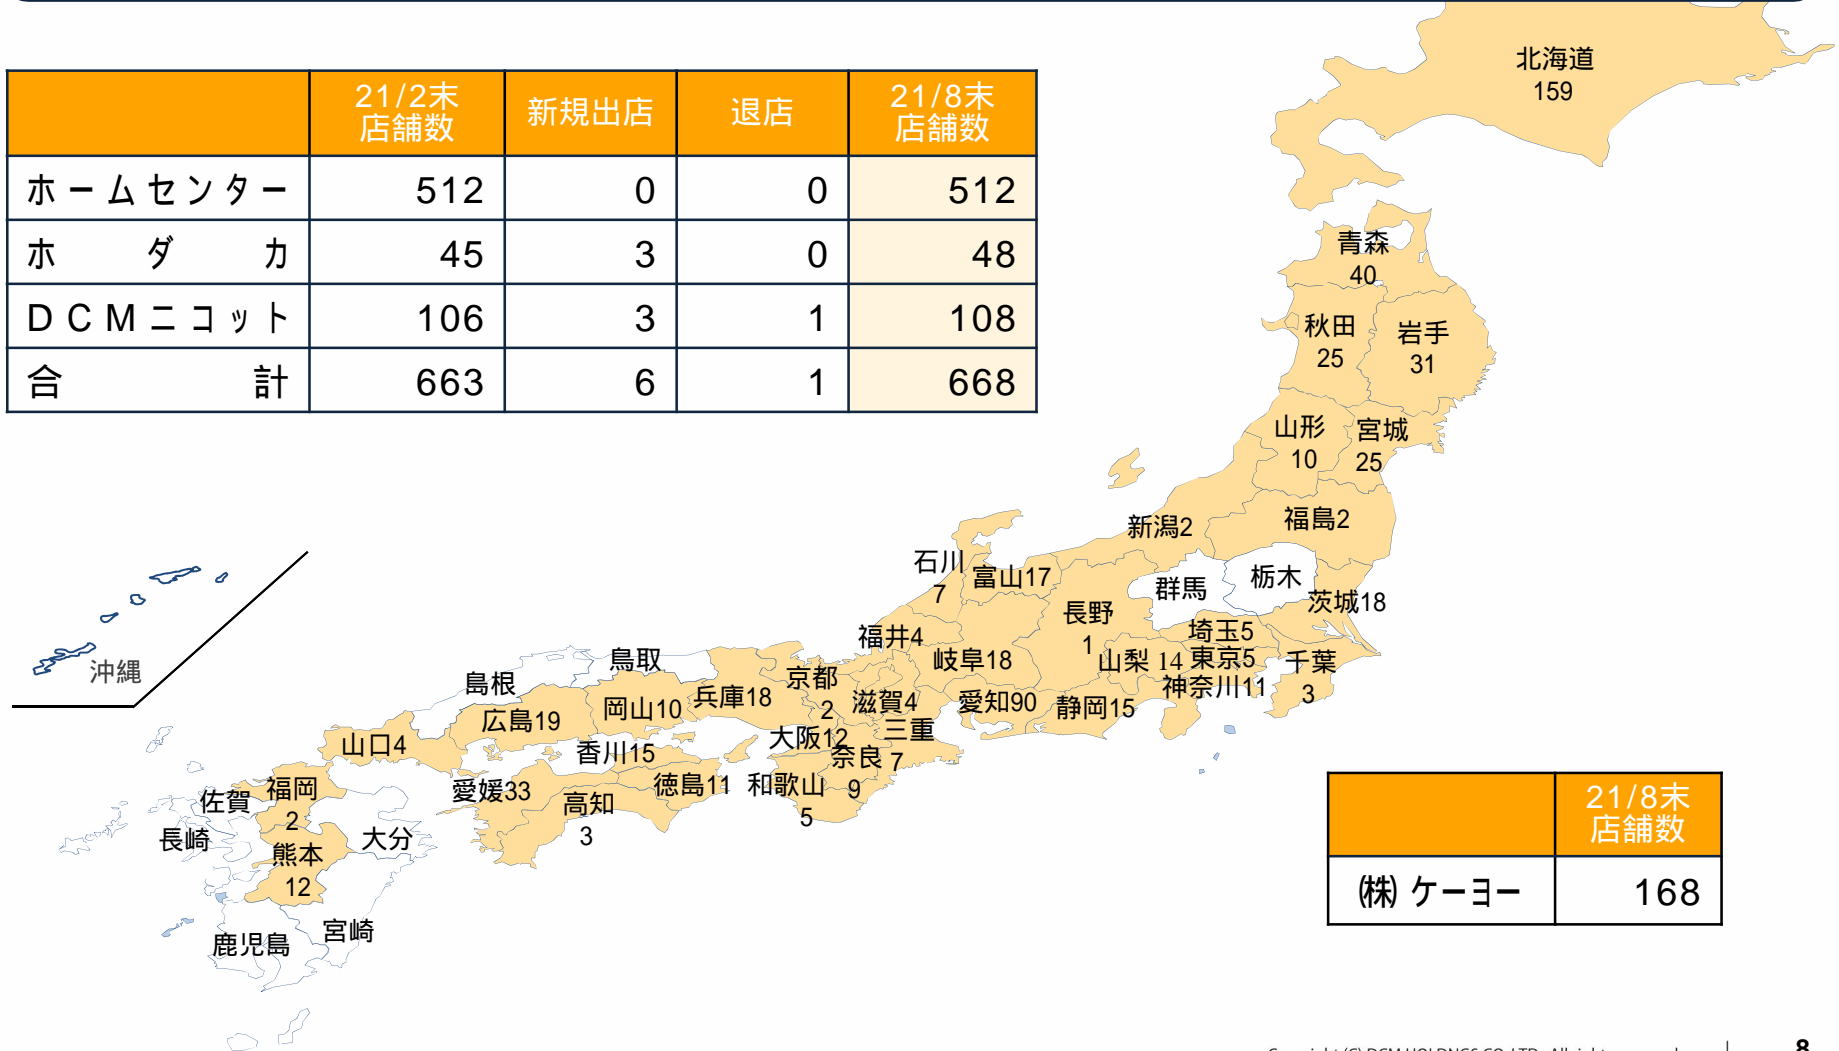 21/2末 店舗数 新規出店 退店 21/8末 店舗数
ホームセンター 512 0 0 512
ホダカ 45 3 0 48
DCMニコット 106 3 1 108
合計 663 6 1 668
北海道
159
青森
40
秋田
25
岩手
31
山形
10
宮城
25
新潟2
福島2
石川
7
富山17
群馬
栃木
茨城18
長野
1
福井4
岐阜18
山梨 14
埼玉5
東京5
千葉
3
神奈川11
鳥取
島根
京都
2
滋賀4
愛知90
静岡15
兵庫18
岡山10
広島19
大阪12
三重
7
山口4
香川15
奈良
9
愛媛33
高知
3
徳島11
和歌山
5
福岡
2
佐賀
長崎
大分
熊本
12
宮崎
鹿児島
沖縄
21/8末
店舗数
㈱ ケーヨー 168
8